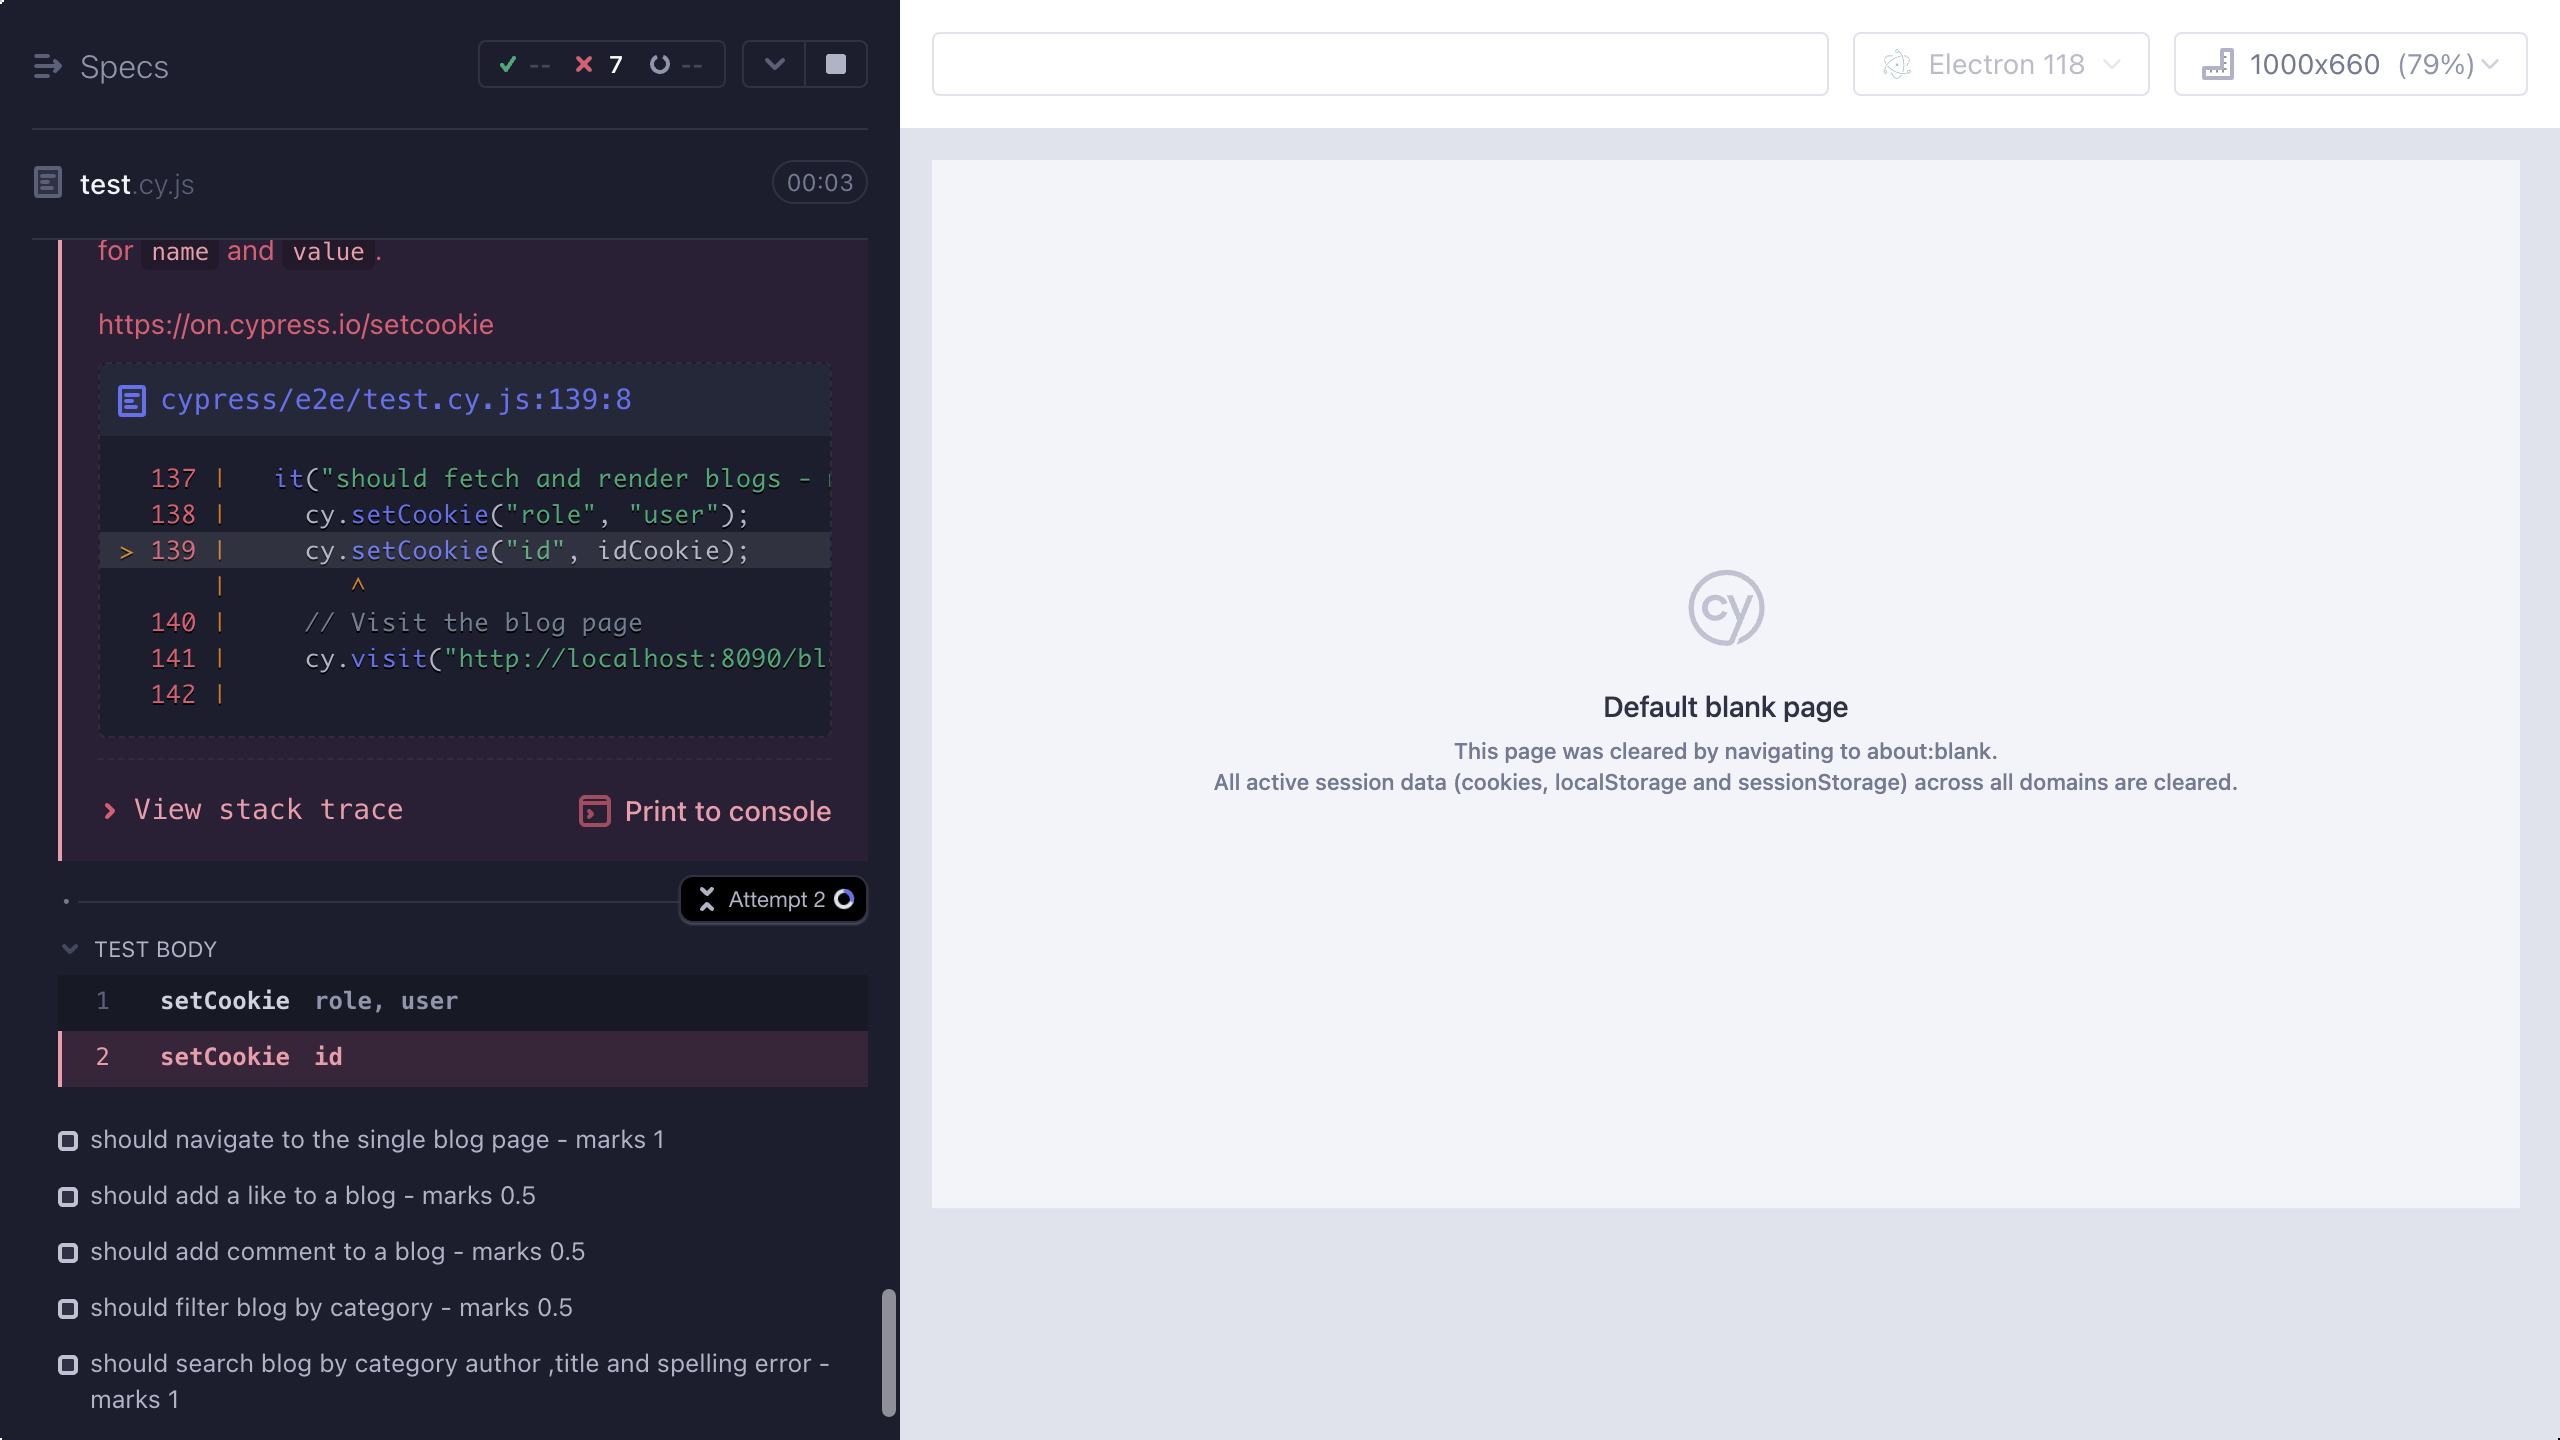 Specs
-- 7 --
test.cy.js
00:03
for name and value.
https://on.cypress.io/setcookie
cypress/e2e/test.cy.js:139:8
137 | it("should fetch and render blogs -
138 | cy.setCookie("role", "user");
> 139 | cy.setCookie("id", idCookie);
| ^
140 | // Visit the blog page
141 | cy.visit("http://localhost:8090/bl
142 |
View stack trace
Print to console
Attempt 2
TEST BODY
1 setCookie role, user
2 setCookie id
should navigate to the single blog page - marks 1
should add a like to a blog - marks 0.5
should add comment to a blog - marks 0.5
should filter blog by category - marks 0.5
should search blog by category author ,title and spelling error -
marks 1
Electron 118
1000x660 (79%)
cy
Default blank page
This page was cleared by navigating to about:blank.
All active session data (cookies, localStorage and sessionStorage) across all domains are cleared.